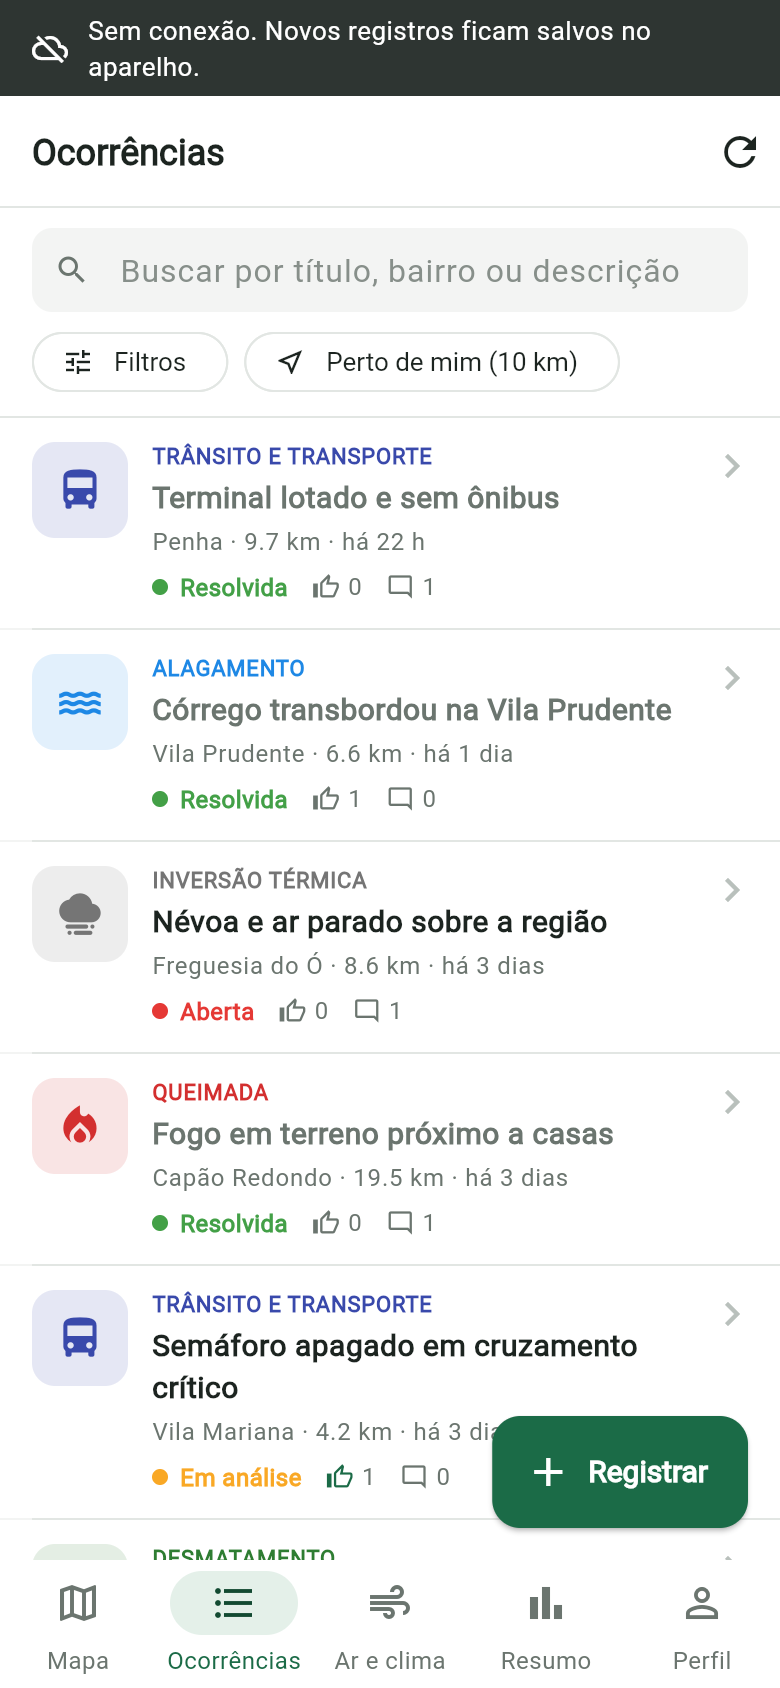 Sem conexão. Novos registros ficam salvos no
aparelho.
Ocorrências
Buscar por título, bairro ou descrição
Filtros
Perto de mim (10 km)
TRÂNSITO E TRANSPORTE
Terminal lotado e sem ônibus
Penha · 9.7 km · há 22 h
Resolvida 0 1
ALAGAMENTO
Córrego transbordou na Vila Prudente
Vila Prudente · 6.6 km · há 1 dia
Resolvida 1 0
INVERSÃO TÉRMICA
Névoa e ar parado sobre a região
Freguesia do Ó · 8.6 km · há 3 dias
Aberta 0 1
QUEIMADA
Fogo em terreno próximo a casas
Capão Redondo · 19.5 km · há 3 dias
Resolvida 0 1
TRÂNSITO E TRANSPORTE
Semáforo apagado em cruzamento
crítico
Vila Mariana · 4.2 km · há 3 dia
Em análise 1 0
Registrar
DESMATAMENTO
Mapa
Ocorrências
Ar e clima
Resumo
Perfil